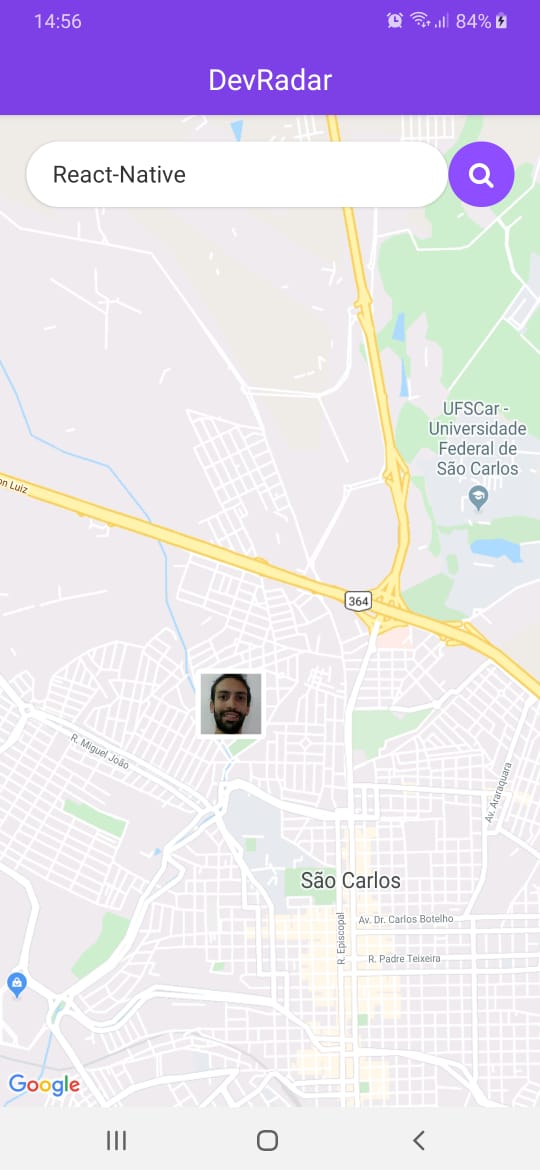 14:56
84%
DevRadar
React-Native
UFSCar -
Universidade
Federal de
São Carlos
on Luiz
364
R. Miguel João
Av. Araraquara
São Carlos
Av. Dr. Carlos Botelho
R. Episcopal
R. Padre Teixeira
Google